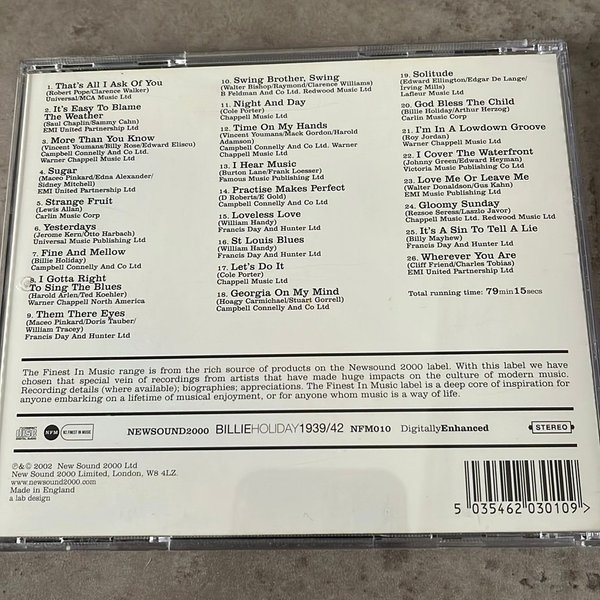 1. That's All I Ask Of You
(Robert Pope/Clarence Walker)
Universal/MCA Music Ltd
2. It's Easy To Blame
The Weather
(Saul Chaplin/Sammy Cahn)
EMI United Partnership Ltd
3. More Than You Know
(Vincent Youmans/Billy Rose/Edward Eliscu)
Campbell Connelly And Co Ltd.
Warner Chappell Music Ltd
4. Sugar
(Maceo Pinkard/Edna Alexander/
Sidney Mitchell)
EMI United Partnership Ltd
5. Strange Fruit
(Lewis Allan)
Carlin Music Corp
6. Yesterdays
(Jerome Kern/Otto Harbach)
Universal Music Publishing Ltd
7. Fine And Mellow
(Billie Holiday)
Campbell Connelly And Co Ltd
8. I Gotta Right
To Sing The Blues
(Harold Arlen/Ted Koehler)
Warner Chappell North America
9. Them There Eyes
(Maceo Pinkard/Doris Tauber/
William Tracey)
Francis Day And Hunter Ltd
10. Swing Brother, Swing
(Walter Bishop/Raymond/Clarence Williams)
B Feldman And Co Ltd. Redwood Music Ltd
11. Night And Day
(Cole Porter)
Chappell Music Ltd
12. Time On My Hands
(Vincent Youmans/Mack Gordon/Harold
Adamson)
Campbell Connelly And Co Ltd. Warner
Chappell Music Ltd
13. I Hear Music
(Burton Lane/Frank Loesser)
Famous Music Publishing Ltd
14. Practise Makes Perfect
(D Roberts/E Gold)
Campbell Connelly And Co Ltd
15. Loveless Love
(William Handy)
Francis Day And Hunter Ltd
16. St Louis Blues
(William Handy)
Francis Day And Hunter Ltd
17. Let's Do It
(Cole Porter)
Chappell Music Ltd
18. Georgia On My Mind
(Hoagy Carmichael/Stuart Gorrell)
Campbell Connelly And Co Ltd
19. Solitude
(Edward Ellington/Edgar De Lange/
Irving Mills)
Lafleur Music Ltd
20. God Bless The Child
(Billie Holiday/Arthur Herzog)
Carlin Music Corp
21. I'm In A Lowdown Groove
(Roy Jordan)
Warner Chappell Music Ltd
22. I Cover The Waterfront
(Johnny Green/Edward Heyman)
Victoria Music Publishing Co Ltd
23. Love Me Or Leave Me
(Walter Donaldson/Gus Kahn)
EMI Music Publishing Ltd
24. Gloomy Sunday
(Rezsoe Seress/Laszlo Javor)
Chappell Music Ltd. Redwood Music Ltd
25. It's A Sin To Tell A Lie
(Billy Mayhew)
Francis Day And Hunter Ltd
26. Wherever You Are
(Cliff Friend/Charles Tobias)
EMI United Partnership Ltd
Total running time: 79min15secs
The Finest In Music range is from the rich source of products on the Newsound 2000 label. With this label we have
chosen that special vein of recordings from artists that have made huge impacts on the culture of modern music.
Recording details (where available); biographies; appreciations. The Finest In Music label is a deep core of inspiration for
anyone embarking on a lifetime of musical enjoyment, or for anyone whom music is a way of life.
NFM NZ.FINEST IN MUSIC NEWSOUND2000 BILLIEHOLIDAY1939/42 NFM010 DigitallyEnhanced STEREO
℗&© 2002 New Sound 2000 Ltd
New Sound 2000 Limited, London, W8 4LZ.
www.newsound2000.com
Made in England
a lab design
5 035462 030109>